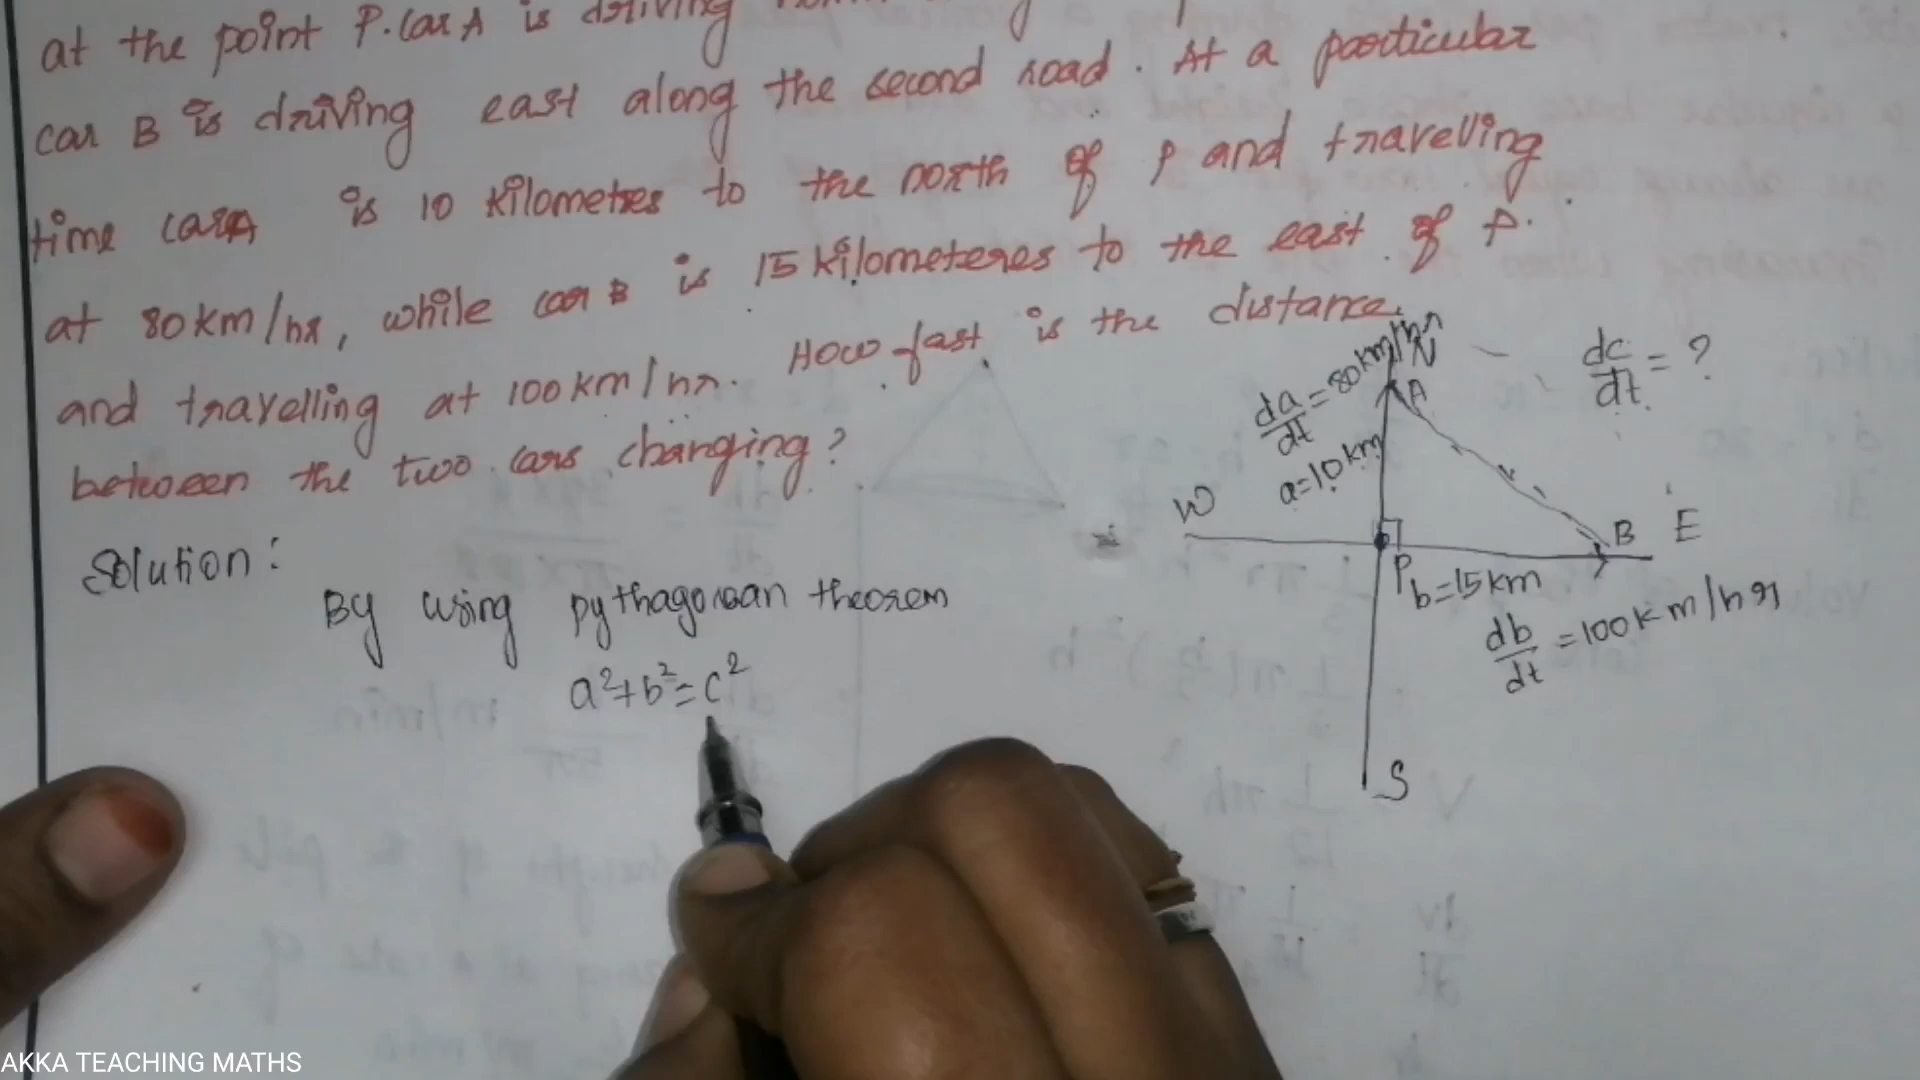 at the point P. Car A is driving
car B is driving east along the second road. At a particular
time car A is 10 kilometres to the north of P and traveling
at 80km/hr, while car B is 15 kilometeres to the east of P.
and travelling at 100km/hr. How fast is the distance
between the two cars changing?
Solution:
By using pythagorean theorem
a²+b²=c²
N
da/dt = 80km/hr
A
a=10km
dc/dt = ?
W
P
B
E
b=15km
db/dt = 100km/hr
S
AKKA TEACHING MATHS